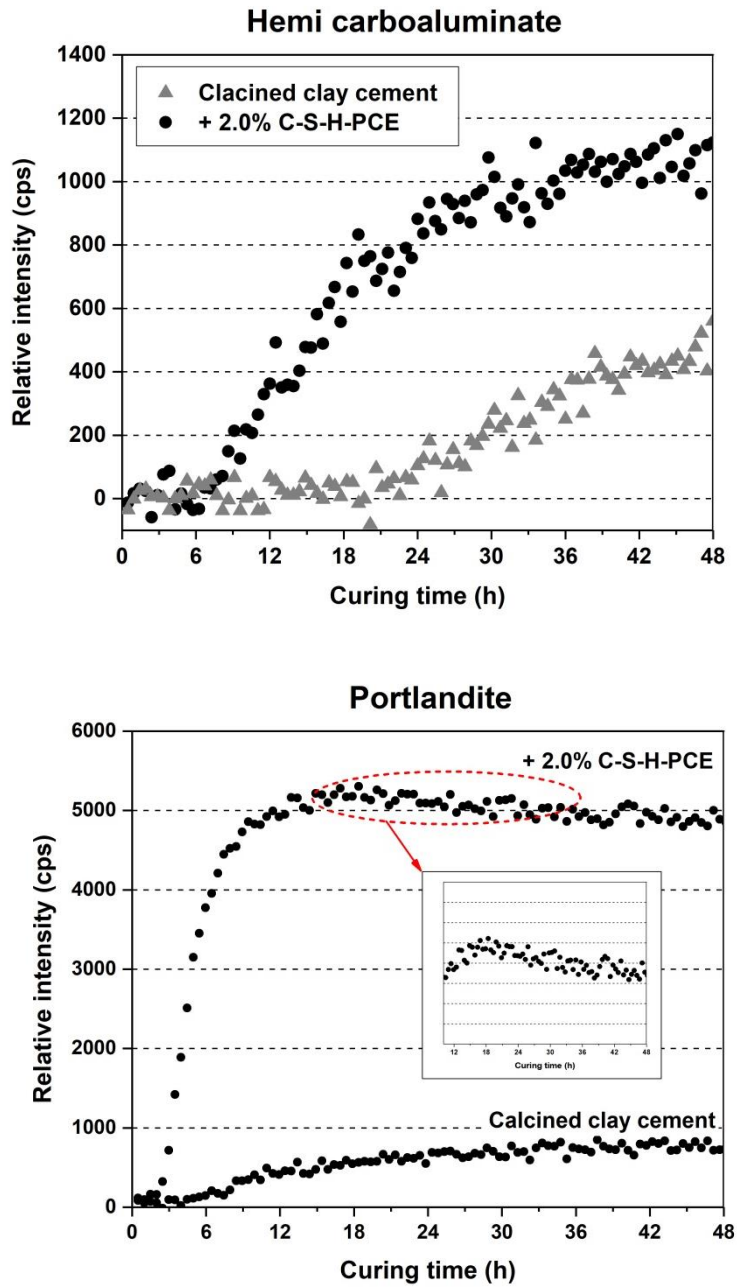 Hemi carboaluminate
1400
1200
1000
800
600
400
200
0
Relative intensity (cps)
Clacined clay cement
+ 2.0% C-S-H-PCE
0 6 12 18 24 30 36 42 48
Curing time (h)
Portlandite
6000
5000
4000
3000
2000
1000
0
Relative intensity (cps)
+ 2.0% C-S-H-PCE
12 18 24 30 36 42 48
Curing time (h)
Calcined clay cement
0 6 12 18 24 30 36 42 48
Curing time (h)